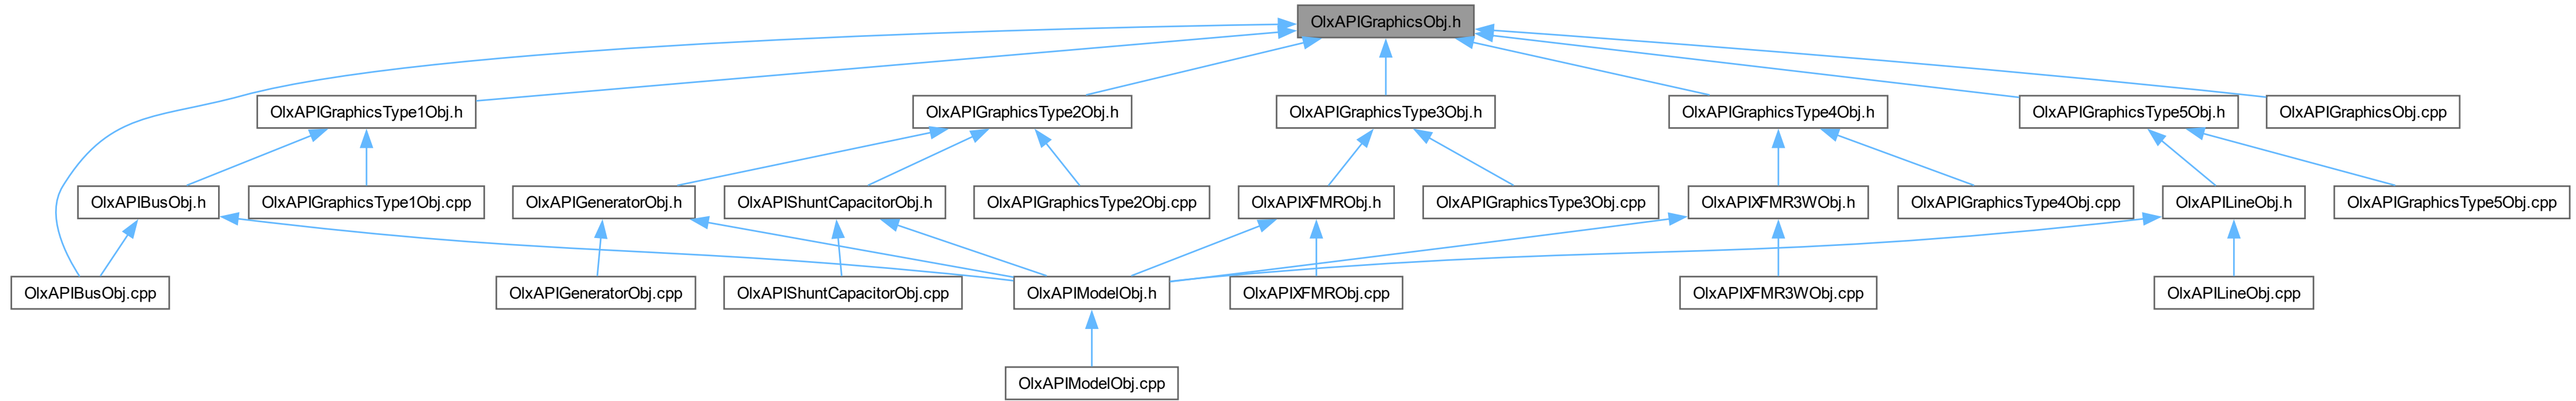 OlxAPIGraphicsObj.h
OlxAPIGraphicsType1Obj.h
OlxAPIGraphicsType2Obj.h
OlxAPIGraphicsType3Obj.h
OlxAPIGraphicsType4Obj.h
OlxAPIGraphicsType5Obj.h
OlxAPIGraphicsObj.cpp
OlxAPIBusObj.h
OlxAPIGraphicsType1Obj.cpp
OlxAPIGeneratorObj.h
OlxAPIShuntCapacitorObj.h
OlxAPIGraphicsType2Obj.cpp
OlxAPIXFMRObj.h
OlxAPIGraphicsType3Obj.cpp
OlxAPIXFMR3WObj.h
OlxAPIGraphicsType4Obj.cpp
OlxAPILineObj.h
OlxAPIGraphicsType5Obj.cpp
OlxAPIBusObj.cpp
OlxAPIGeneratorObj.cpp
OlxAPIShuntCapacitorObj.cpp
OlxAPIModelObj.h
OlxAPIXFMRObj.cpp
OlxAPIXFMR3WObj.cpp
OlxAPILineObj.cpp
OlxAPIModelObj.cpp